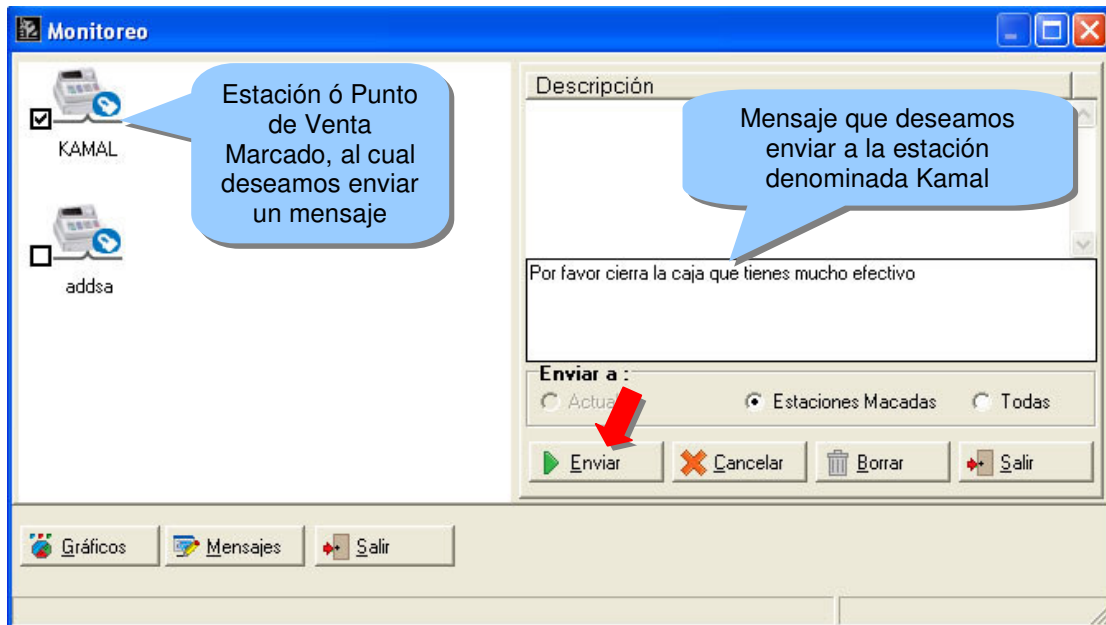 Monitoreo
Estación ó Punto
de Venta
Marcado, al cual
deseamos enviar
un mensaje
KAMAL
addsa
Descripción
Mensaje que deseamos
enviar a la estación
denominada Kamal
Por favor cierra la caja que tienes mucho efectivo
Enviar a :
Estaciones Macadas Todas
Enviar Cancelar Borrar Salir
Gráficos Mensajes Salir